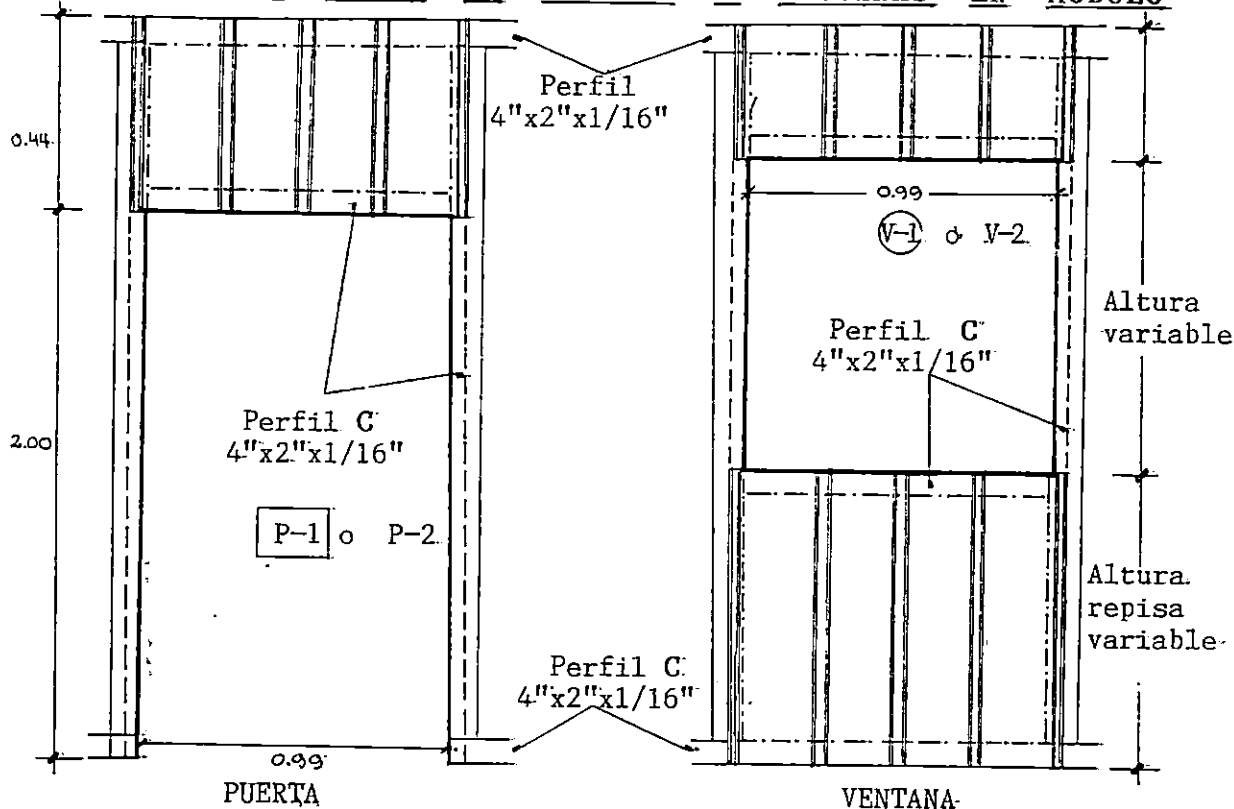 EN MODULO
Perfil
4"x2"x1/16"
0.44
0.99
V-1 o V-2
Altura
variable
Perfil C
4"x2"x1/16"
Perfil C
4"x2"x1/16"
2.00
P-1 o P-2
Altura
repisa
variable
Perfil C
4"x2"x1/16"
0.99
PUERTA
VENTANA